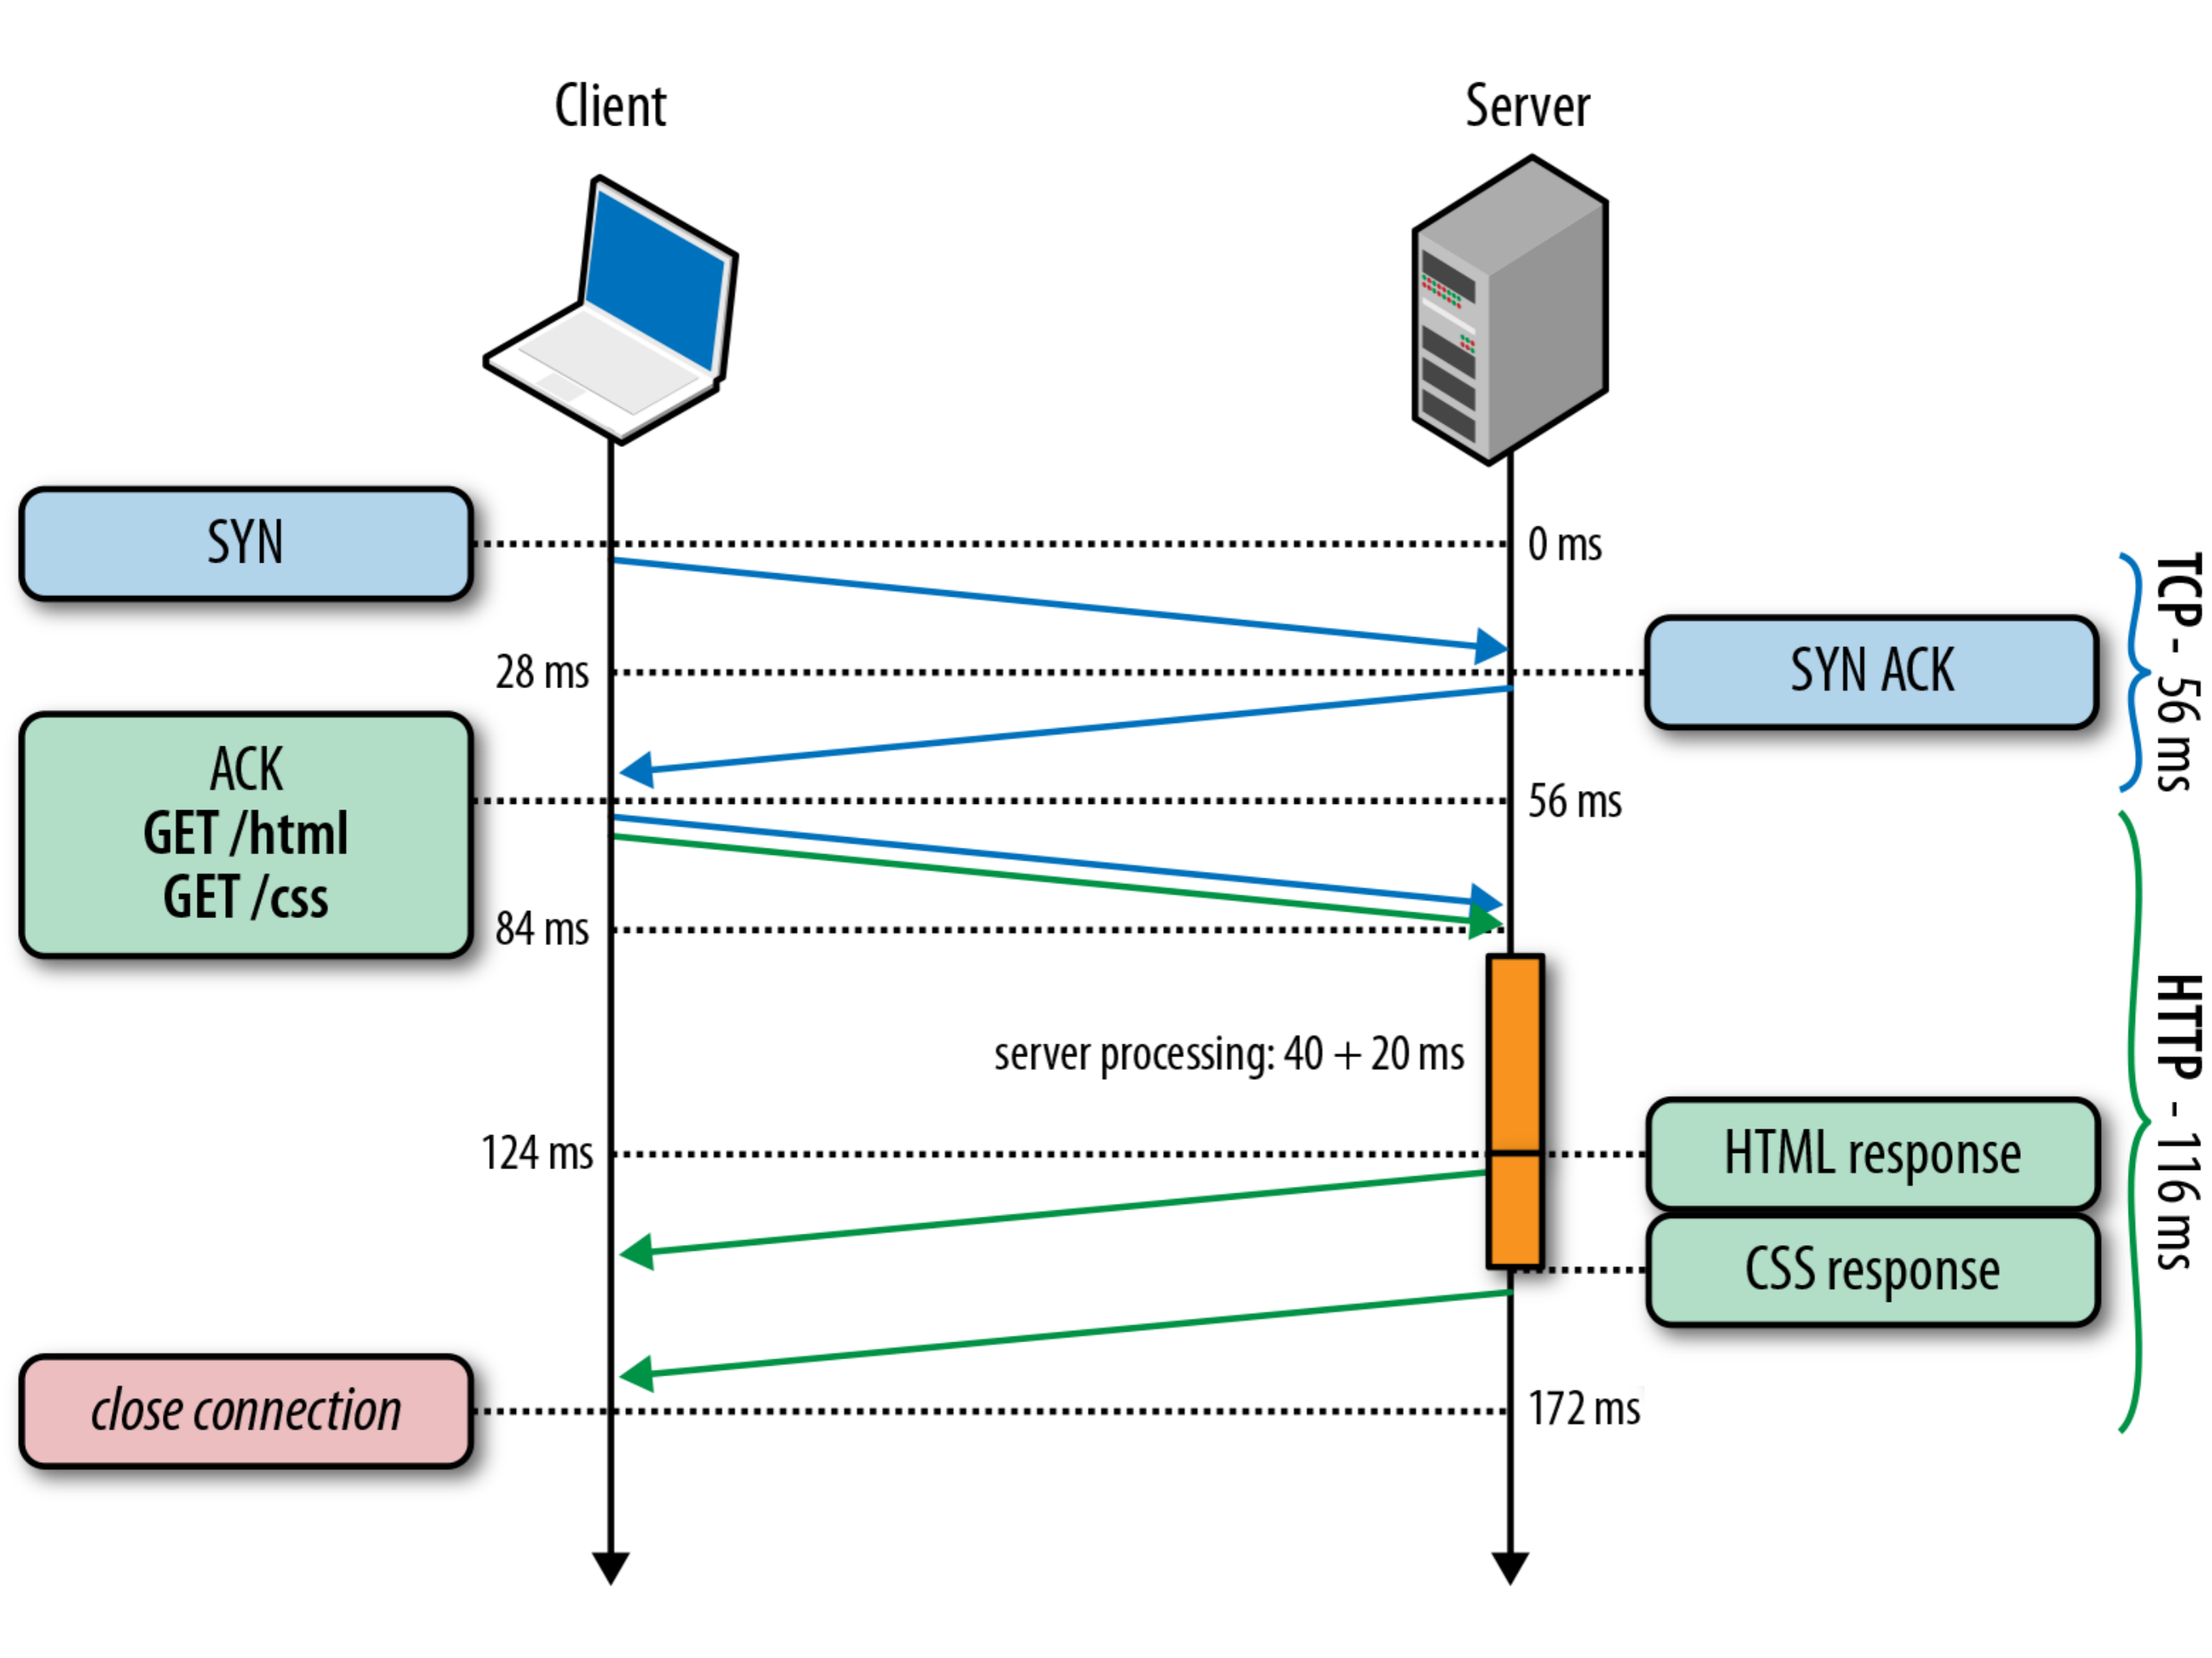 Client
Server
SYN
0 ms
28 ms
SYN ACK
TCP - 56 ms
ACK
GET /html
GET /css
56 ms
84 ms
server processing: 40 + 20 ms
HTTP - 116 ms
124 ms
HTML response
CSS response
close connection
172 ms